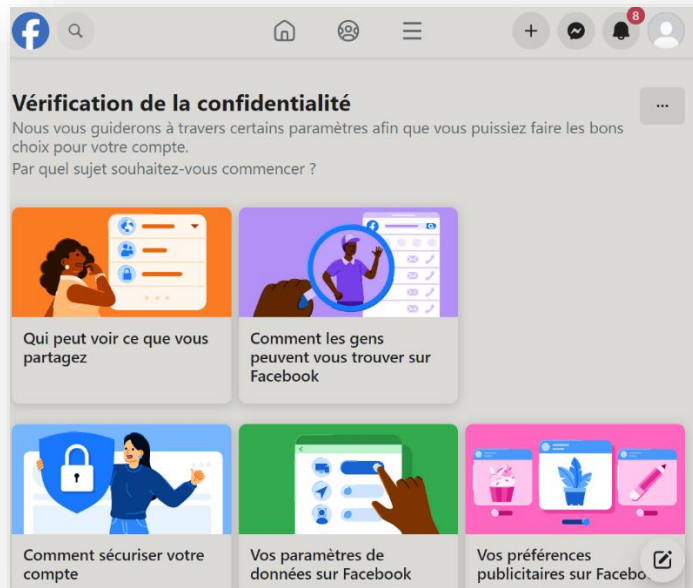 8
Vérification de la confidentialité
...
Nous vous guiderons à travers certains paramètres afin que vous puissiez faire les bons
choix pour votre compte.
Par quel sujet souhaitez-vous commencer ?
Qui peut voir ce que vous
partagez
Comment les gens
peuvent vous trouver sur
Facebook
Comment sécuriser votre
compte
Vos paramètres de
données sur Facebook
Vos préférences
publicitaires sur